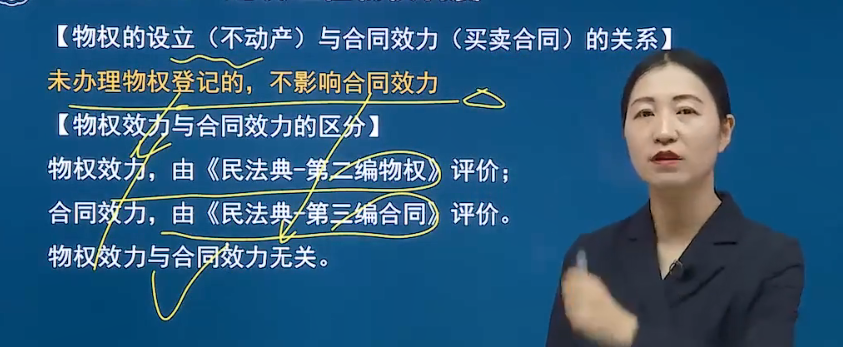 【物权的设立（不动产）与合同效力（买卖合同）的关系】
未办理物权登记的，不影响合同效力
【物权效力与合同效力的区分】
物权效力，由《民法典-第二编物权》评价；
合同效力，由《民法典-第三编合同》评价。
物权效力与合同效力无关。